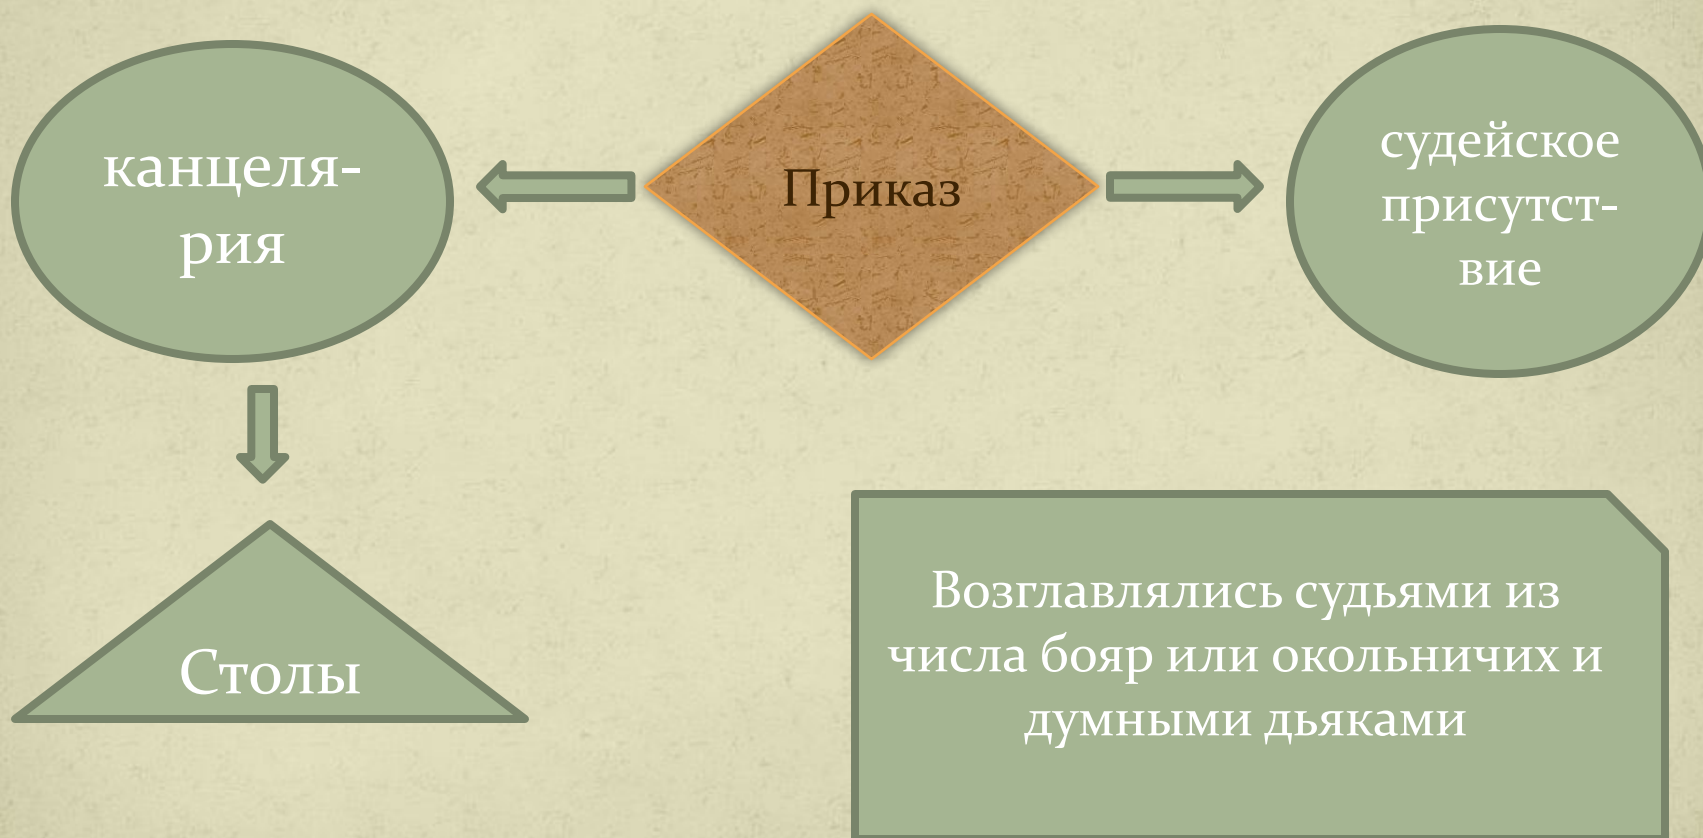 канцеля-
рия
Приказ
судейское
присутст-
вие
Столы
Возглавлялись судьями из
числа бояр или окольничих и
думными дьяками